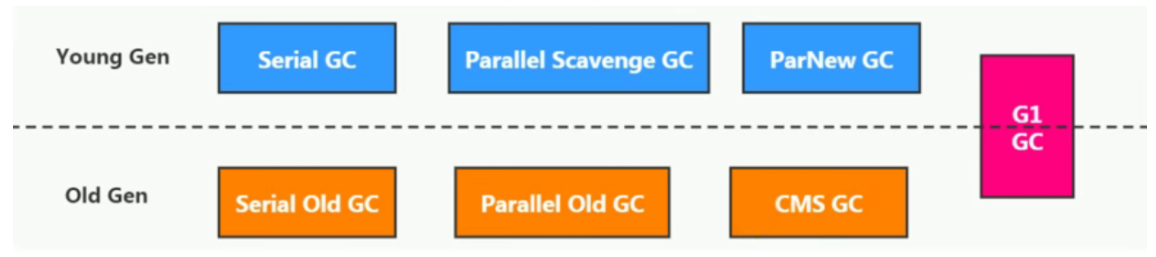 Young Gen
Serial GC
Parallel Scavenge GC
ParNew GC
G1
GC
Old Gen
Serial Old GC
Parallel Old GC
CMS GC